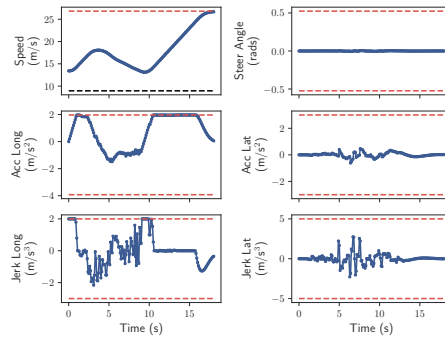 Speed
(m/s)
25
20
15
10
Steer Angle
(rads)
0.5
0.0
−0.5
Acc Long
(m/s²)
2
0
−2
−4
Acc Lat
(m/s²)
2
0
−2
Jerk Long
(m/s³)
2
0
−2
0
5
10
15
Time (s)
Jerk Lat
(m/s³)
5
0
−5
0
5
10
15
Time (s)